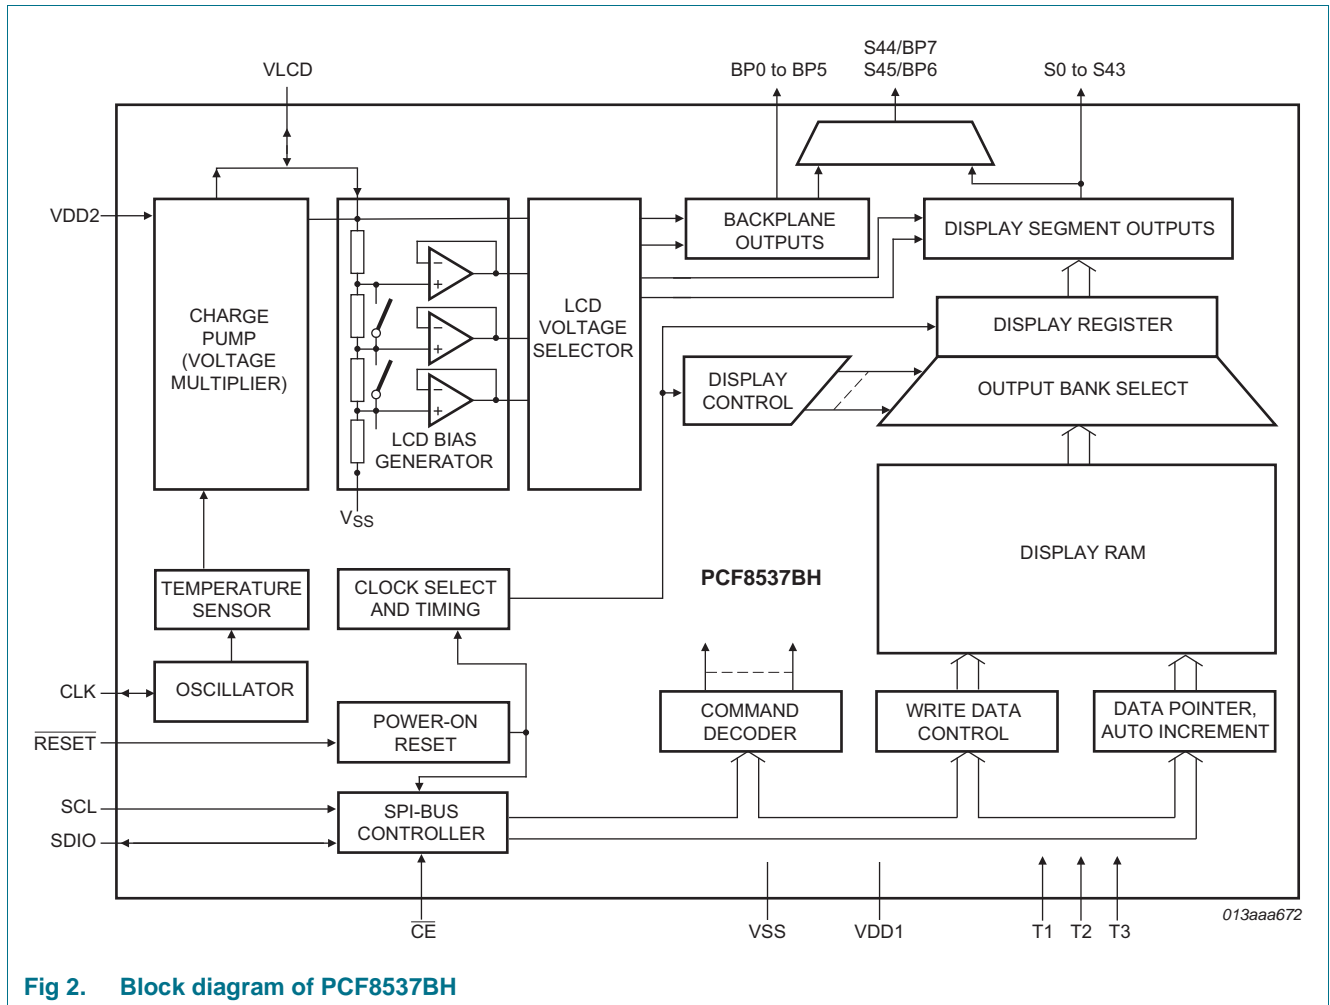 S44/BP7
VLCD
BP0 to BP5
S45/BP6
S0 to S43
VDD2
BACKPLANE
OUTPUTS
DISPLAY SEGMENT OUTPUTS
−
+
CHARGE
PUMP
(VOLTAGE
MULTIPLIER)
−
+
LCD
VOLTAGE
SELECTOR
DISPLAY REGISTER
DISPLAY
CONTROL
OUTPUT BANK SELECT
−
+
LCD BIAS
GENERATOR
VSS
DISPLAY RAM
PCF8537BH
TEMPERATURE
SENSOR
CLOCK SELECT
AND TIMING
CLK
OSCILLATOR
RESET
POWER-ON
RESET
COMMAND
DECODER
WRITE DATA
CONTROL
DATA POINTER,
AUTO INCREMENT
SCL
SDIO
SPI-BUS
CONTROLLER
CE
VSS
VDD1
T1
T2
T3
013aaa672
Fig 2. Block diagram of PCF8537BH